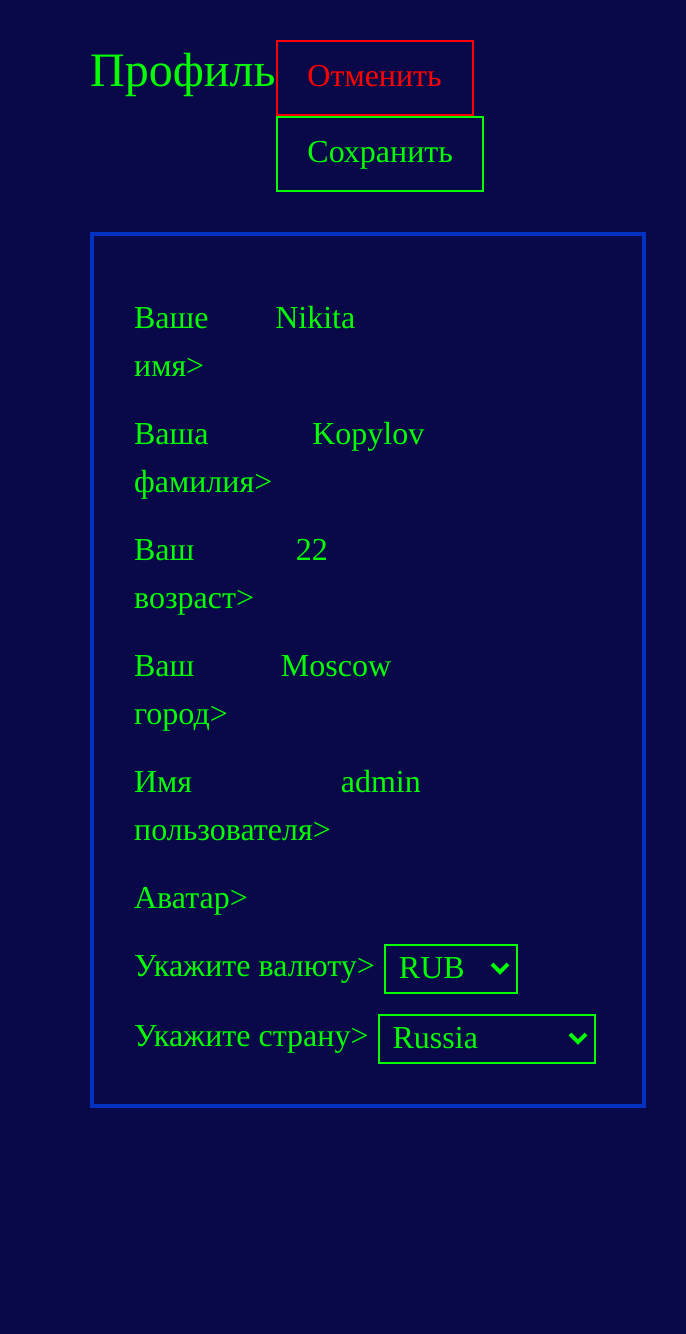 Профиль Отменить
Сохранить
Ваше Nikita
имя>
Ваша Kopylov
фамилия>
Ваш 22
возраст>
Ваш Moscow
город>
Имя admin
пользователя>
Аватар>
Укажите валюту> RUB
Укажите страну> Russia